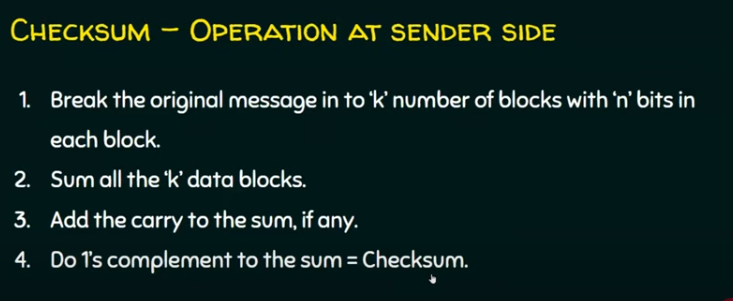 CHECKSUM – OPERATION AT SENDER SIDE
1. Break the original message in to 'k' number of blocks with 'n' bits in
each block.
2. Sum all the 'k' data blocks.
3. Add the carry to the sum, if any.
4. Do 1's complement to the sum = Checksum.